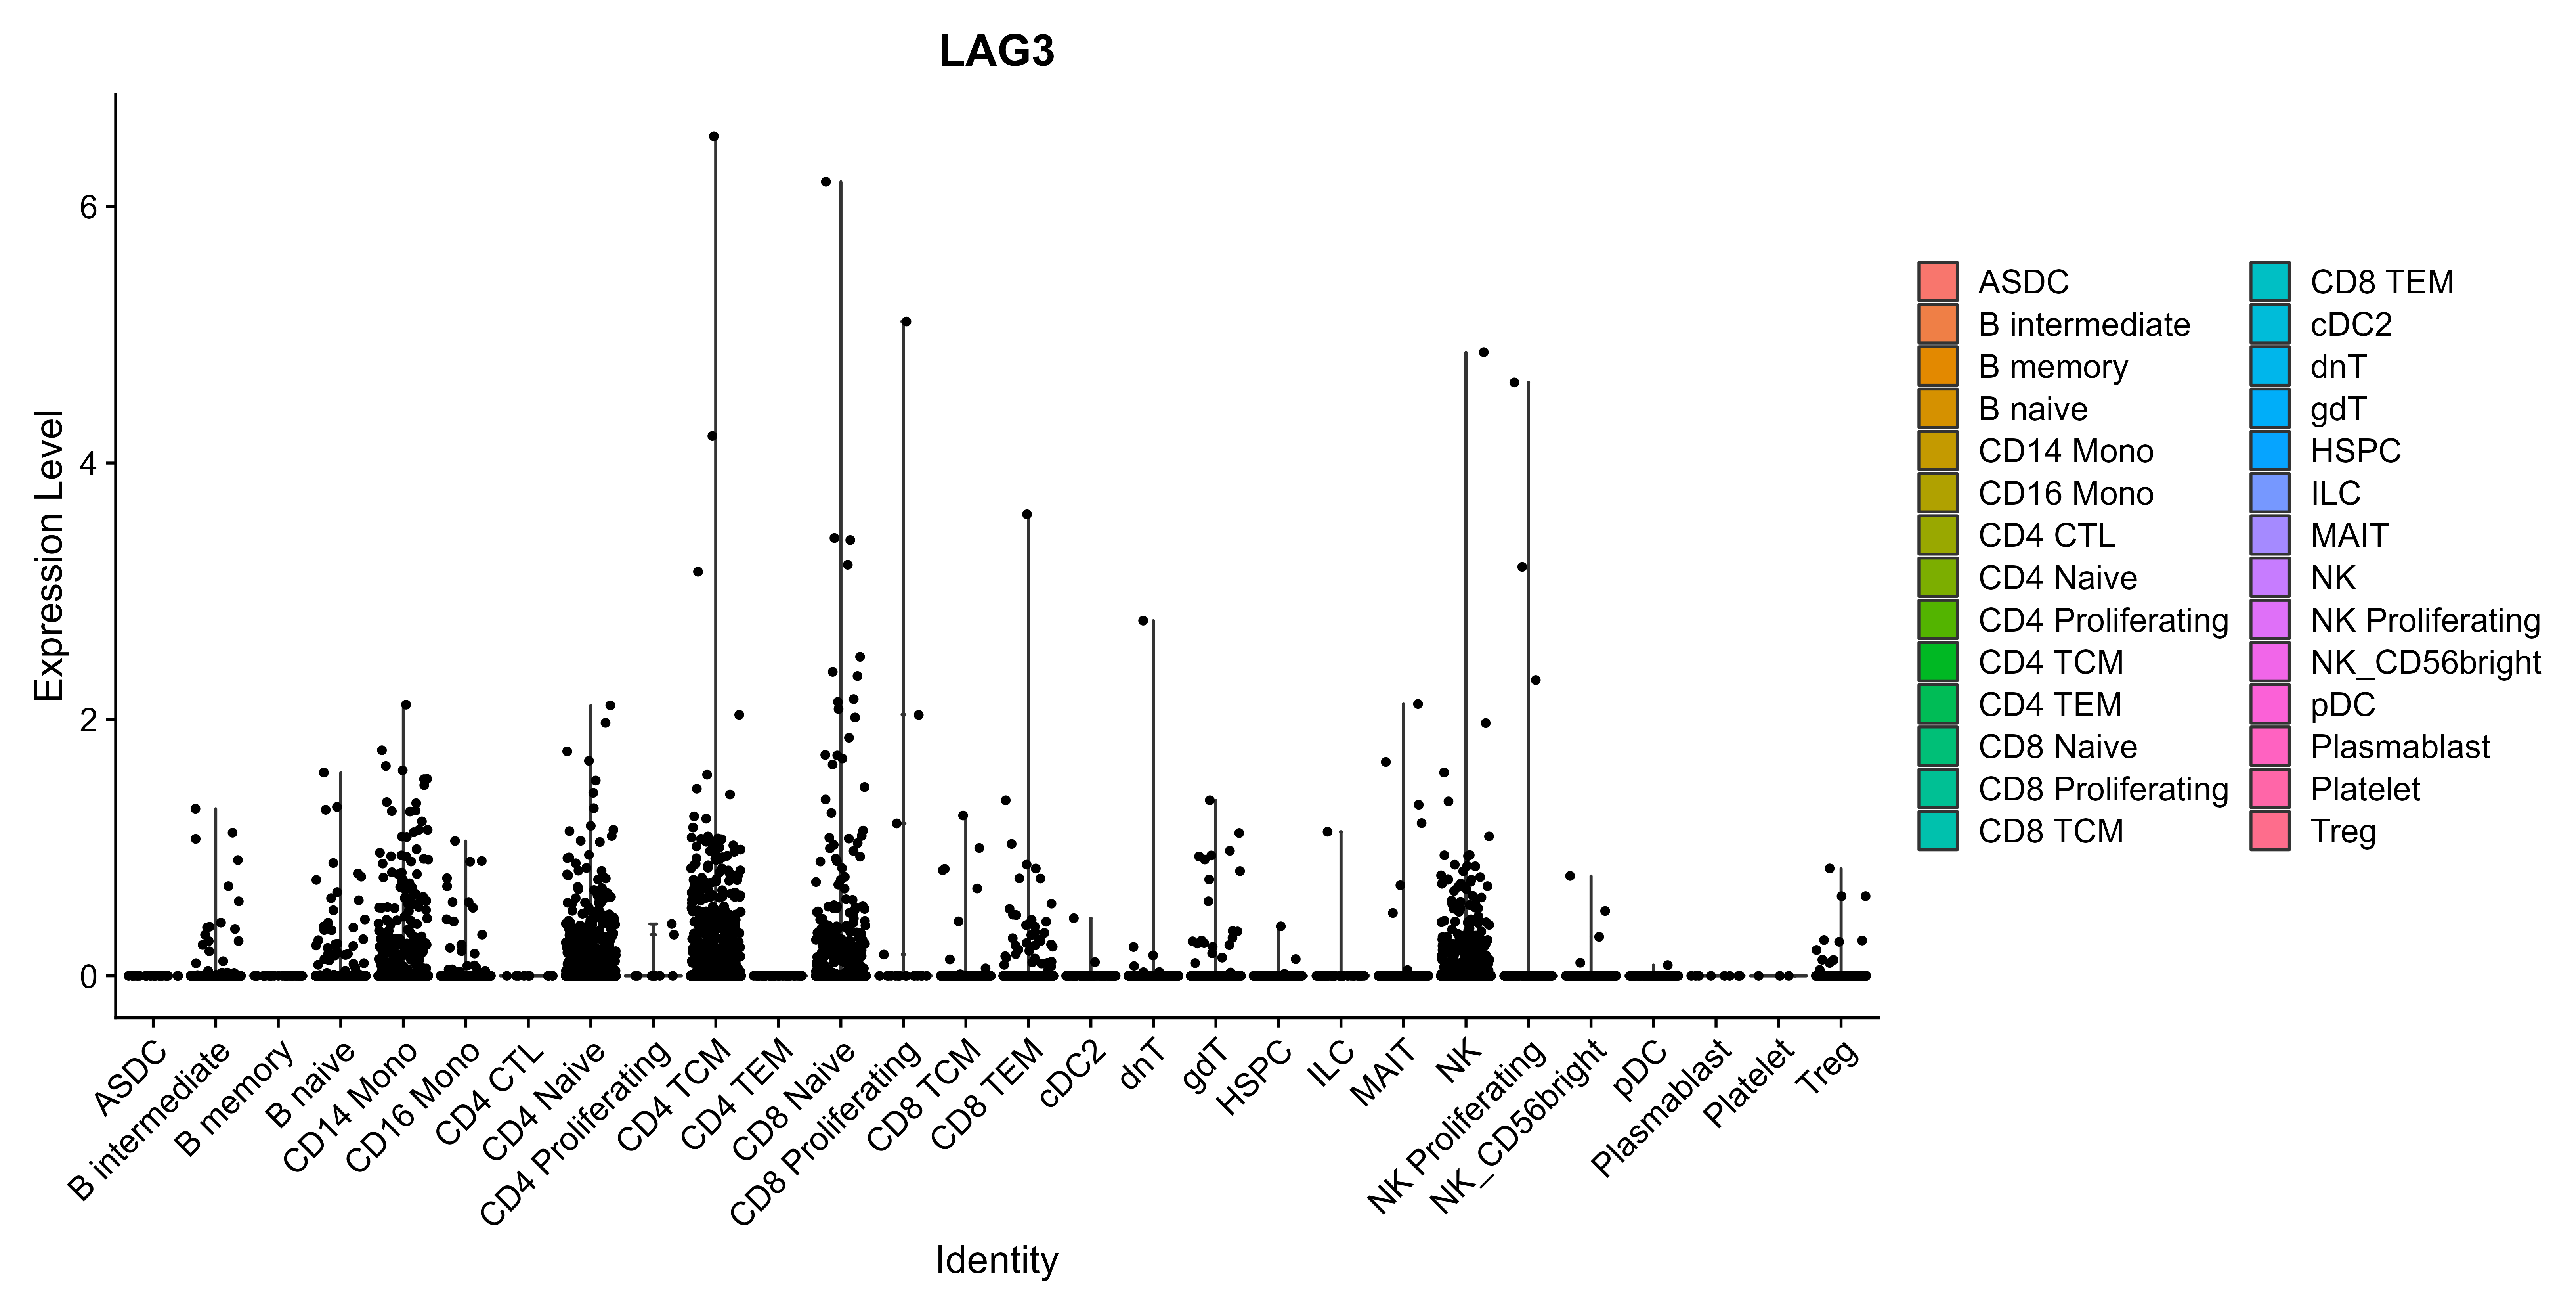 LAG3
Expression Level
6
4
2
0
ASDC
B intermediate
B memory
B naive
CD14 Mono
CD16 Mono
CD4 CTL
CD4 Naive
CD4 Proliferating
CD4 TCM
CD4 TEM
CD8 Naive
CD8 Proliferating
CD8 TCM
CD8 TEM
cDC2
dnT
gdT
HSPC
ILC
MAIT
NK
NK Proliferating
NK_CD56bright
pDC
Plasmablast
Platelet
Treg
Identity
ASDC
B intermediate
B memory
B naive
CD14 Mono
CD16 Mono
CD4 CTL
CD4 Naive
CD4 Proliferating
CD4 TCM
CD4 TEM
CD8 Naive
CD8 Proliferating
CD8 TCM
CD8 TEM
cDC2
dnT
gdT
HSPC
ILC
MAIT
NK
NK Proliferating
NK_CD56bright
pDC
Plasmablast
Platelet
Treg